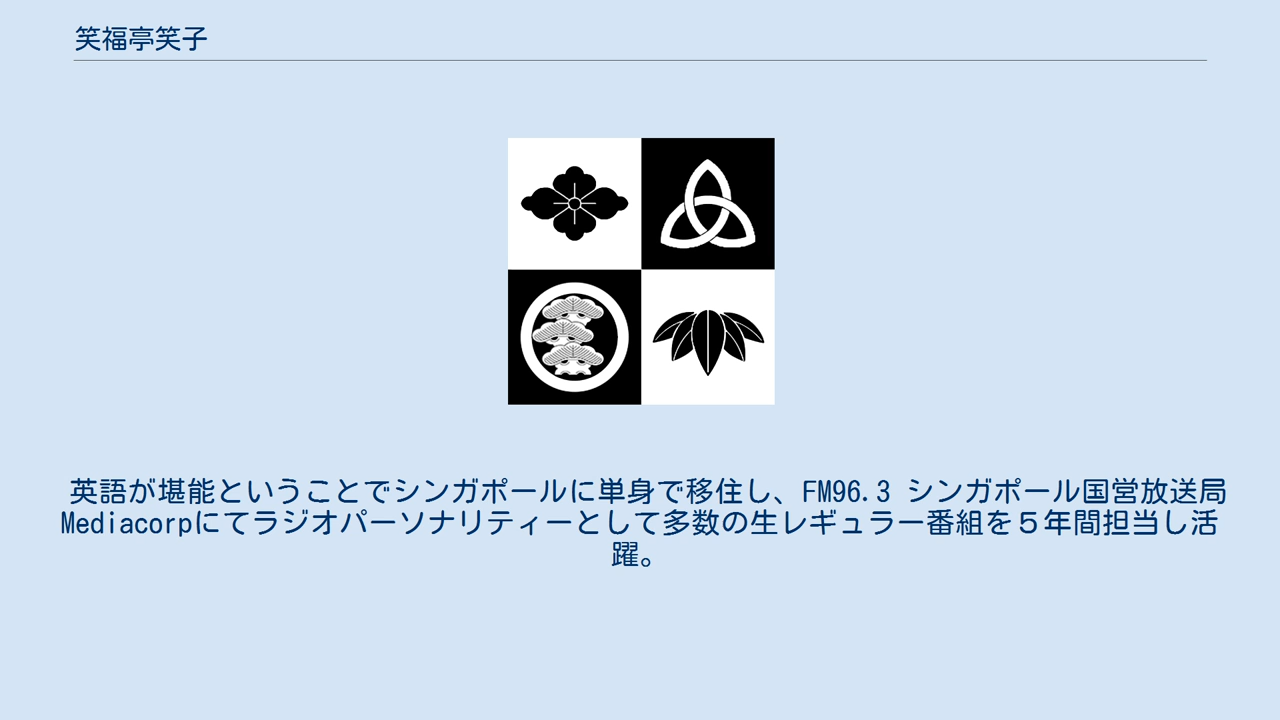 笑福亭笑子
英語が堪能ということでシンガポールに単身で移住し、FM96.3 シンガポール国営放送局
Mediacorpにてラジオパーソナリティーとして多数の生レギュラー番組を５年間担当し活
躍。